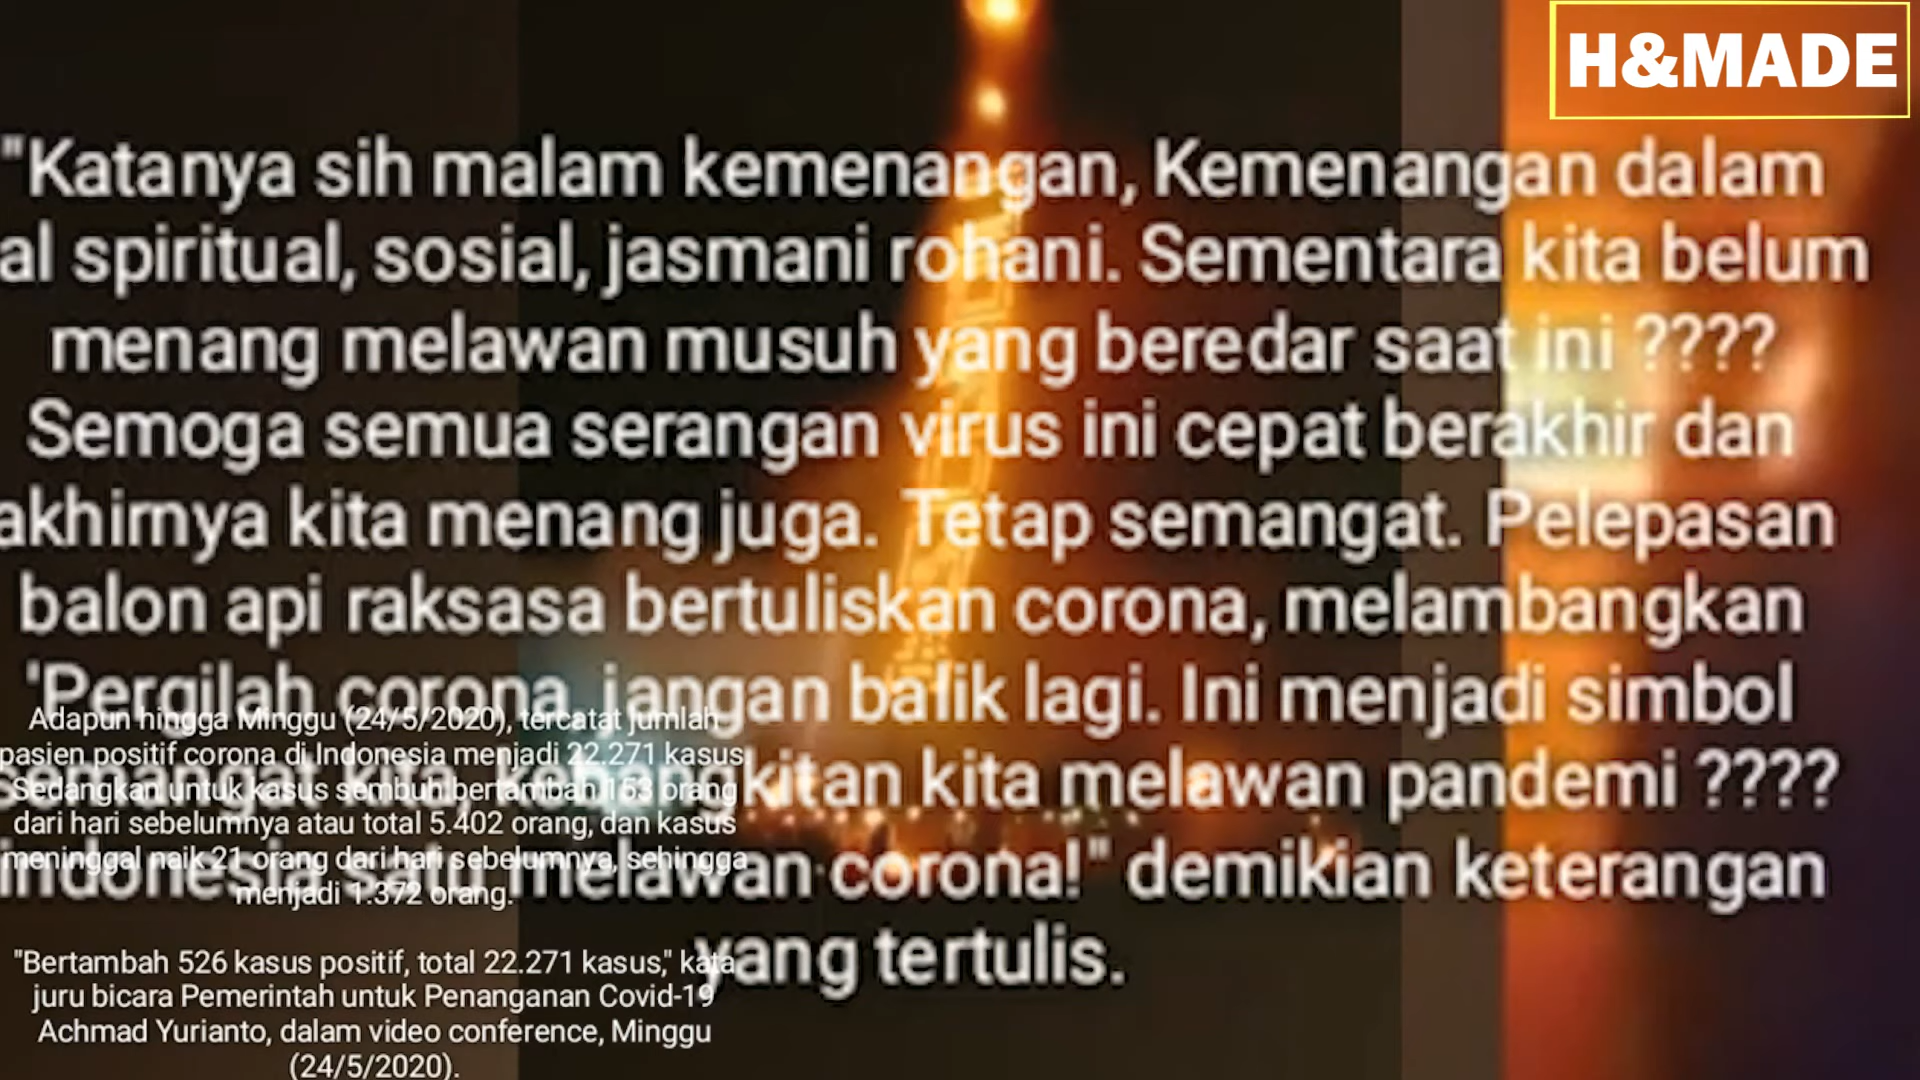 H&MADE
"Katanya sih malam kemenangan, Kemenangan dalam
al spiritual, sosial, jasmani rohani. Sementara kita belum
menang melawan musuh yang beredar saat ini ????
Semoga semua serangan virus ini cepat berakhir dan
akhirnya kita menang juga. Tetap semangat. Pelepasan
balon api raksasa bertuliskan corona, melambangkan
'Pergilah corona, jangan balik lagi. Ini menjadi simbol
semangat kita, kebangkitan kita melawan pandemi ????
indonesia satu melawan corona!" demikian keterangan
yang tertulis.
Adapun hingga Minggu (24/5/2020), tercatat jumlah
pasien positif corona di Indonesia menjadi 22.271 kasus.
Sedangkan untuk kasus sembuh bertambah 153 orang
dari hari sebelumnya atau total 5.402 orang, dan kasus
meninggal naik 21 orang dari hari sebelumnya, sehingga
menjadi 1.372 orang.
"Bertambah 526 kasus positif, total 22.271 kasus," kata
juru bicara Pemerintah untuk Penanganan Covid-19
Achmad Yurianto, dalam video conference, Minggu
(24/5/2020).